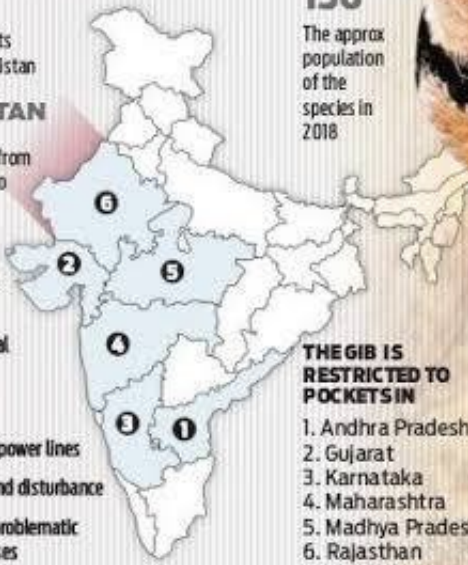 ts
istan
TAN
from
o
150
The approx
population
of the
species in
2018
6
2
5
4
3
1
al
power lines
nd disturbance
roblematic
es
THE GIB IS
RESTRICTED TO
POCKETS IN
1. Andhra Pradesh
2. Gujarat
3. Karnataka
4. Maharashtra
5. Madhya Prades
6. Rajasthan